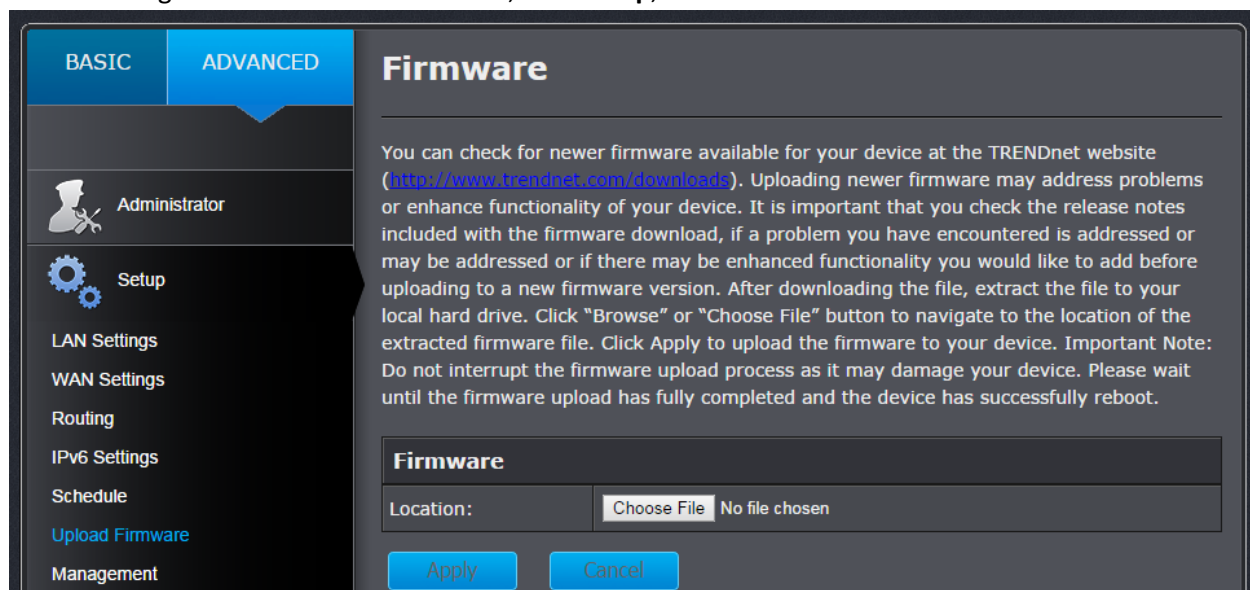 BASIC
ADVANCED
Administrator
Setup
LAN Settings
WAN Settings
Routing
IPv6 Settings
Schedule
Upload Firmware
Management
Firmware
You can check for newer firmware available for your device at the TRENDnet website
(http://www.trendnet.com/downloads). Uploading newer firmware may address problems
or enhance functionality of your device. It is important that you check the release notes
included with the firmware download, if a problem you have encountered is addressed or
may be addressed or if there may be enhanced functionality you would like to add before
uploading to a new firmware version. After downloading the file, extract the file to your
local hard drive. Click “Browse” or “Choose File” button to navigate to the location of the
extracted firmware file. Click Apply to upload the firmware to your device. Important Note:
Do not interrupt the firmware upload process as it may damage your device. Please wait
until the firmware upload has fully completed and the device has successfully reboot.
Firmware
Location:
Choose File No file chosen
Apply
Cancel